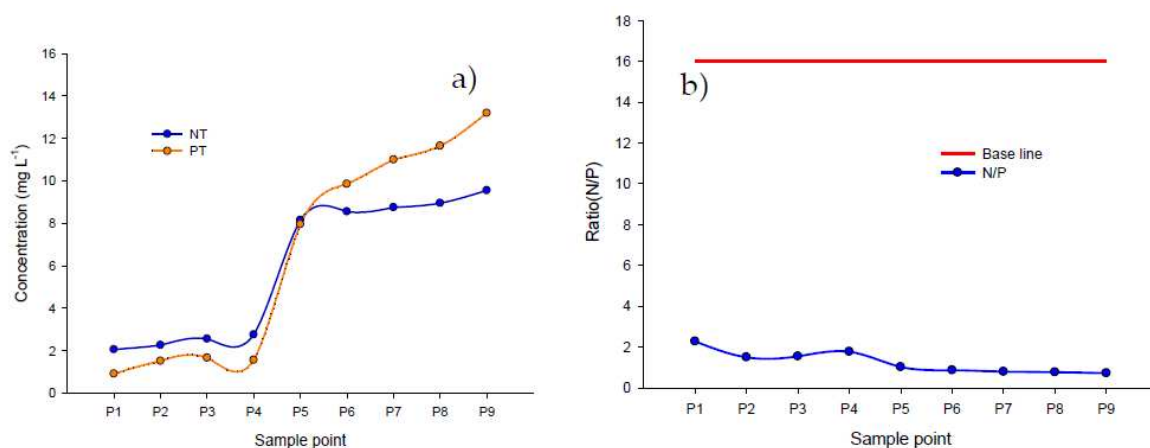 16
14
12
10
8
6
4
2
0
Concentration (mg L⁻¹)
a)
NT
PT
P1 P2 P3 P4 P5 P6 P7 P8 P9
Sample point
18
16
14
12
10
8
6
4
2
0
Ratio(N/P)
b)
Base line
N/P
P1 P2 P3 P4 P5 P6 P7 P8 P9
Sample point